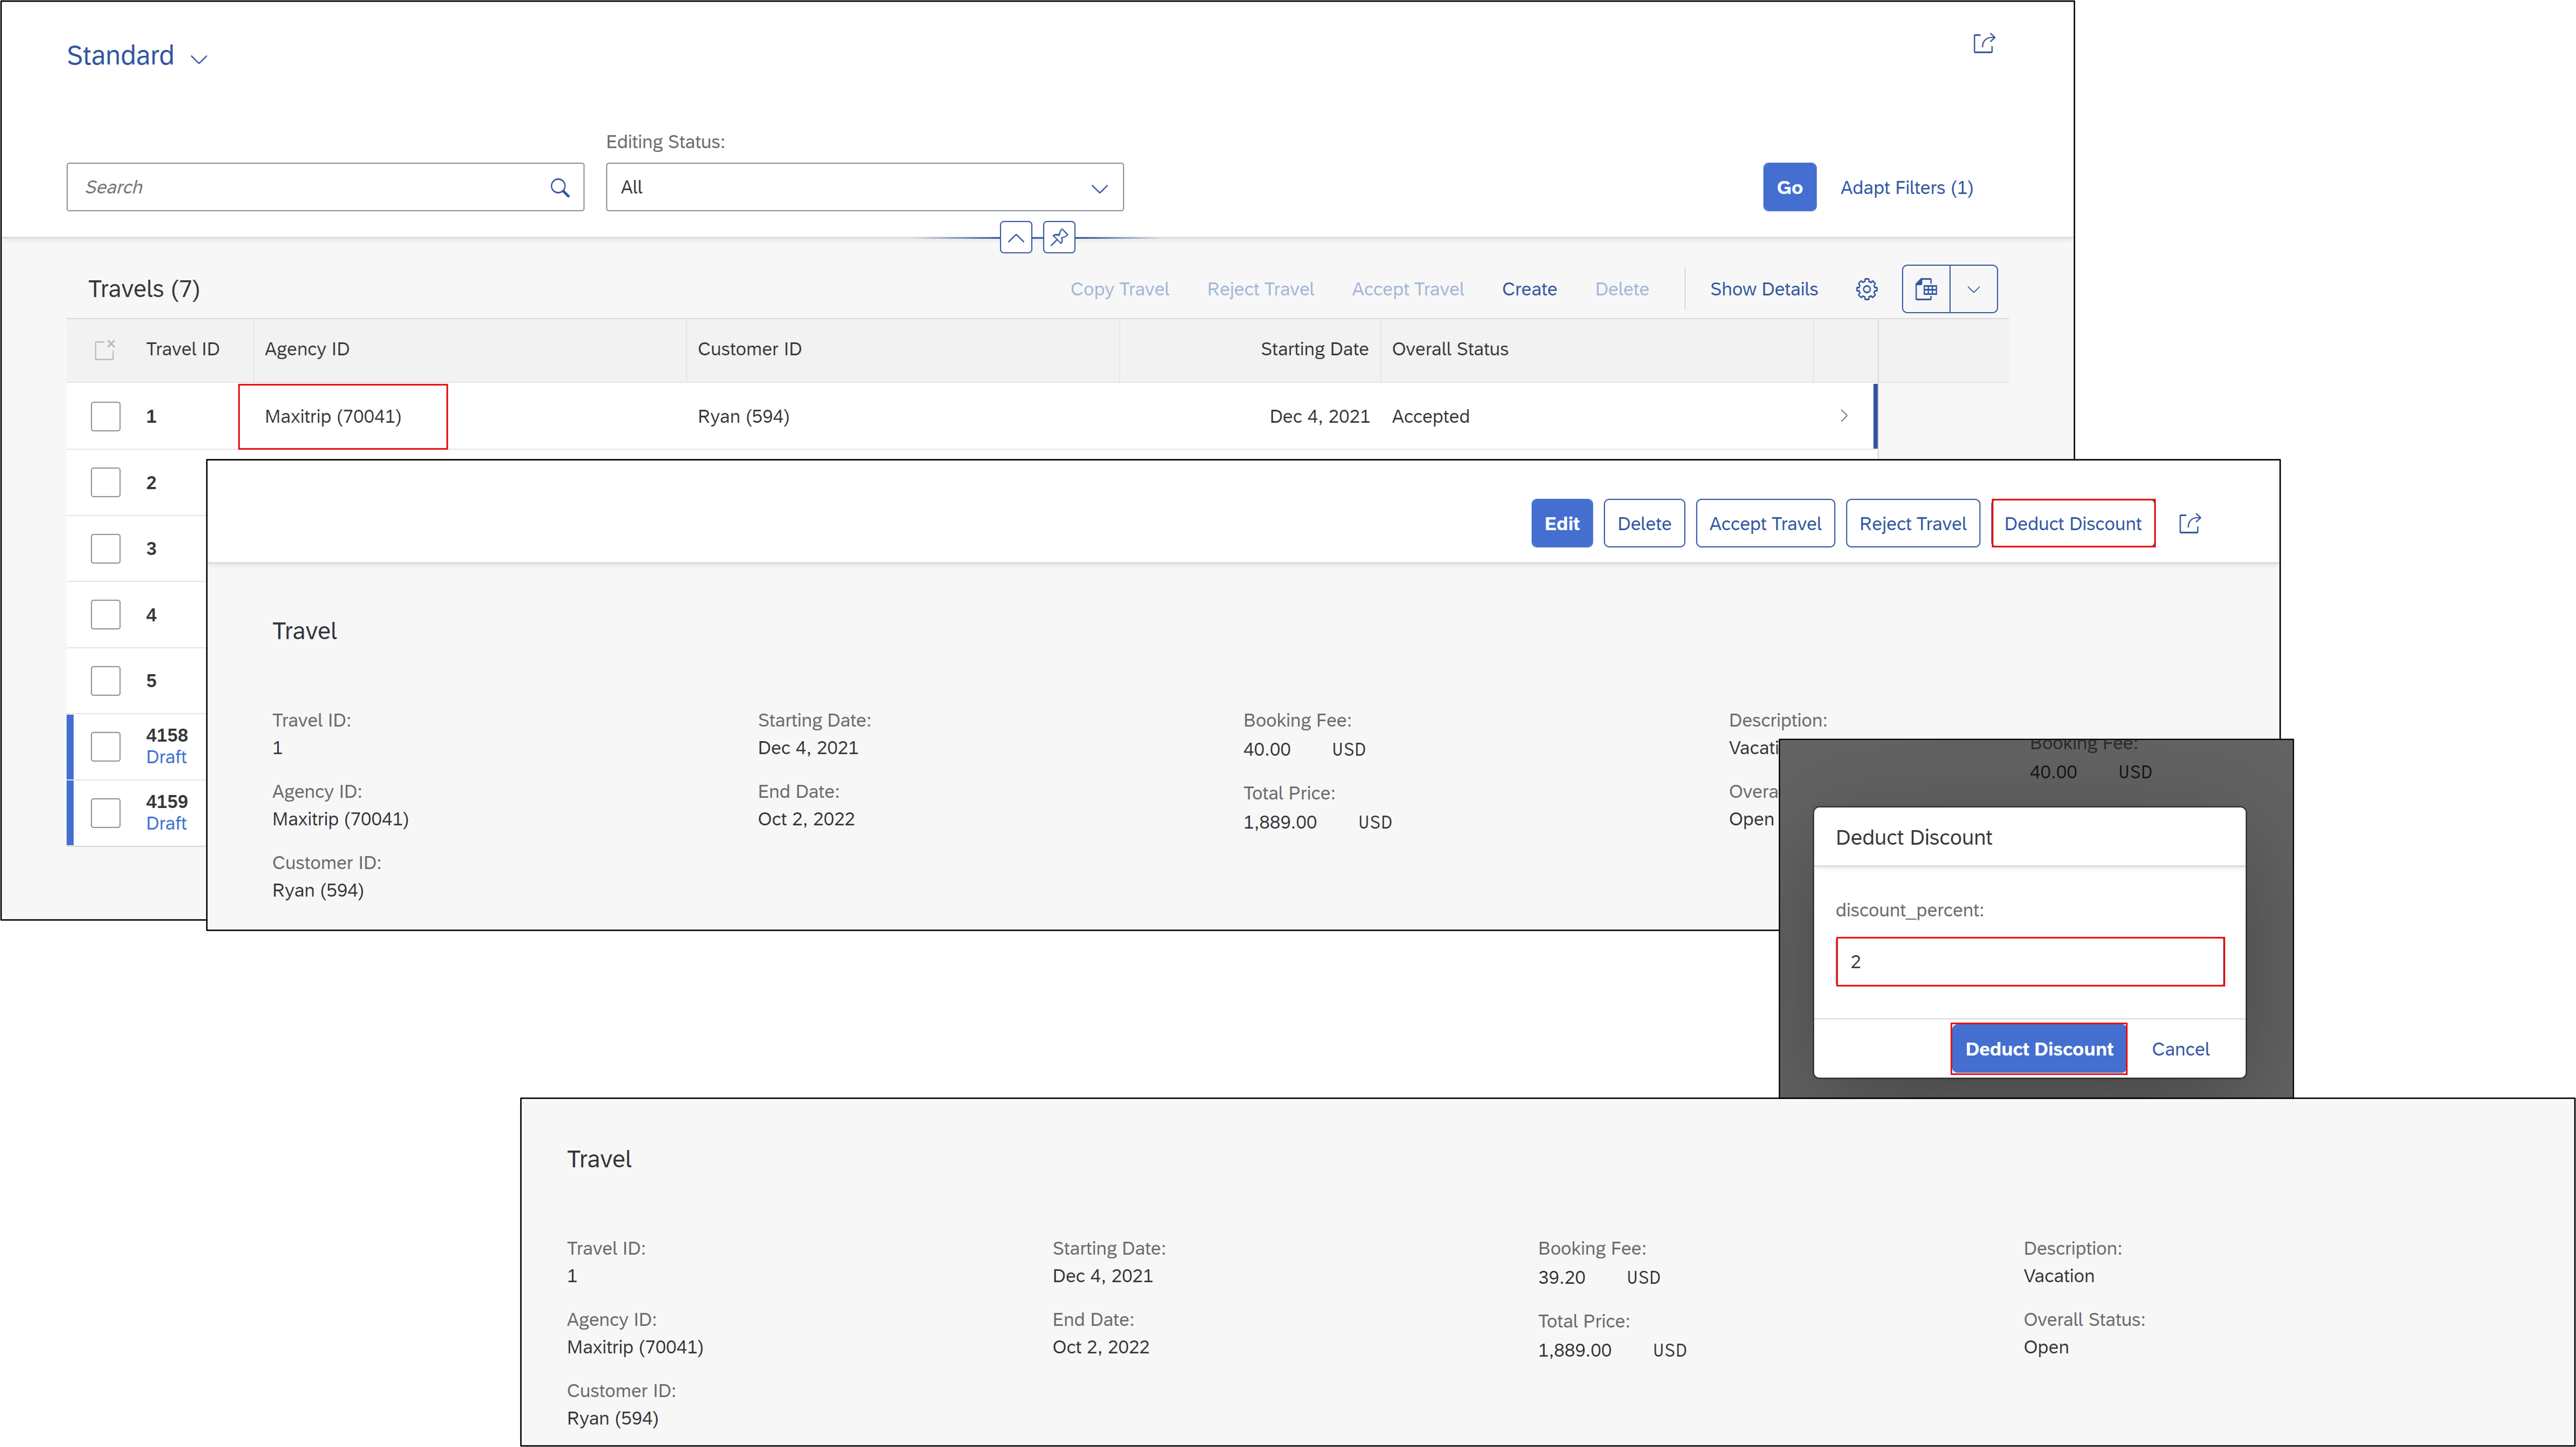 Standard
Editing Status:
Search
All
Go Adapt Filters (1)
Travels (7) Copy Travel Reject Travel Accept Travel Create Delete Show Details
Travel ID Agency ID Customer ID Starting Date Overall Status
1 Maxitrip (70041) Ryan (594) Dec 4, 2021 Accepted
2
3
4
5
4158
Draft
4159
Draft
Edit Delete Accept Travel Reject Travel Deduct Discount
Travel
Travel ID: Starting Date: Booking Fee: Description:
1 Dec 4, 2021 40.00 USD Vacati
Agency ID: End Date: Total Price: Overa
Maxitrip (70041) Oct 2, 2022 1,889.00 USD Open
Customer ID:
Ryan (594)
Booking Fee:
40.00 USD
Deduct Discount
discount_percent:
2
Deduct Discount Cancel
Travel
Travel ID: Starting Date: Booking Fee: Description:
1 Dec 4, 2021 39.20 USD Vacation
Agency ID: End Date: Total Price: Overall Status:
Maxitrip (70041) Oct 2, 2022 1,889.00 USD Open
Customer ID:
Ryan (594)